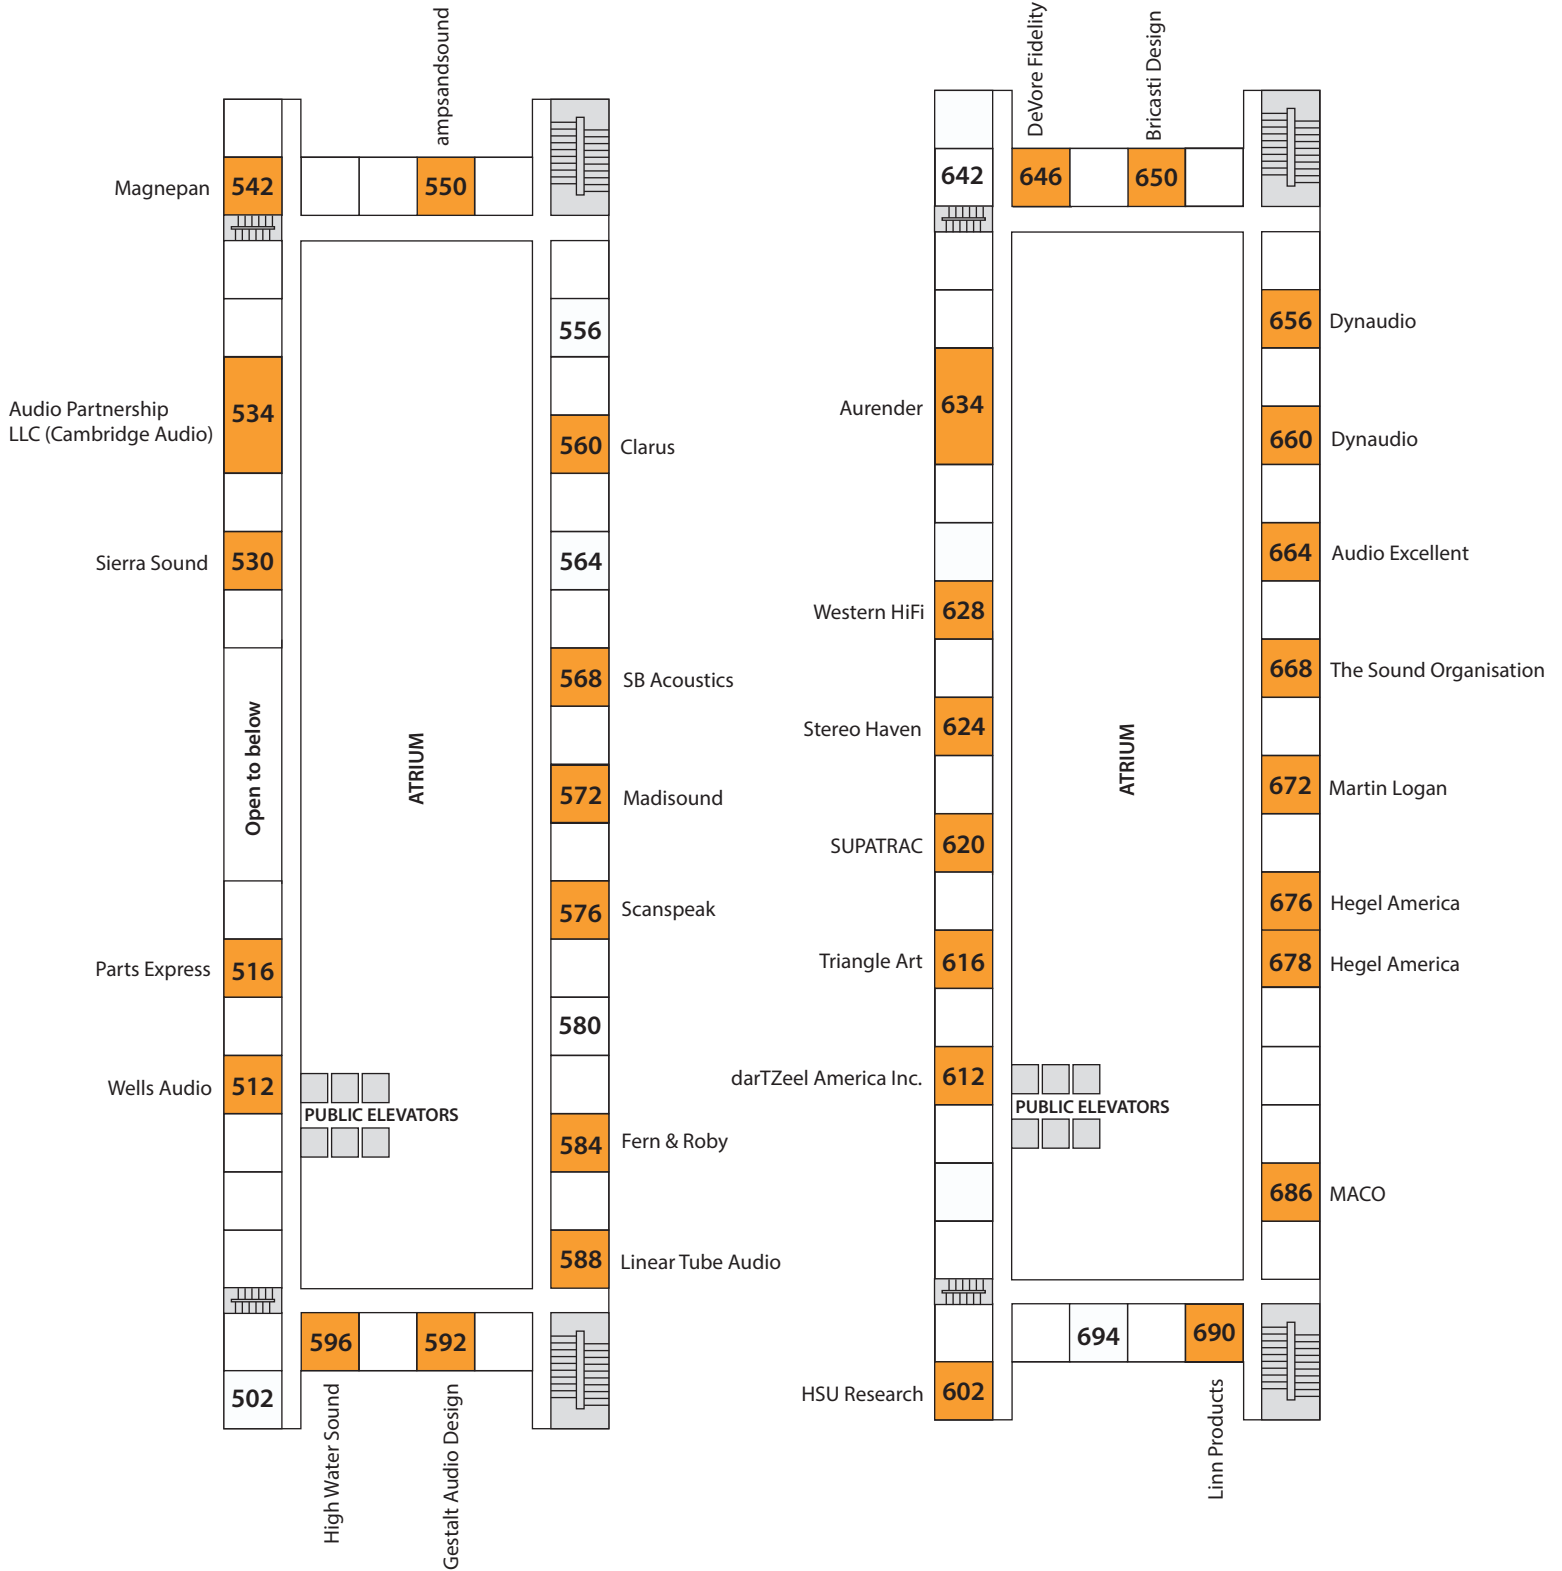 ampsandsound
Magnepan
542
550
556
Audio Partnership
LLC (Cambridge Audio)
534
560
Clarus
Sierra Sound
530
564
568
SB Acoustics
Open to below
ATRIUM
572
Madisound
576
Scanspeak
Parts Express
516
580
Wells Audio
512
PUBLIC ELEVATORS
584
Fern & Roby
588
Linear Tube Audio
596
592
502
High Water Sound
Gestalt Audio Design
DeVore Fidelity
Bricasti Design
642
646
650
656
Dynaudio
Aurender
634
660
Dynaudio
664
Audio Excellent
Western HiFi
628
668
The Sound Organisation
Stereo Haven
624
ATRIUM
672
Martin Logan
SUPATRAC
620
676
Hegel America
Triangle Art
616
678
Hegel America
darTZeel America Inc.
612
PUBLIC ELEVATORS
686
MACO
694
690
HSU Research
602
Linn Products